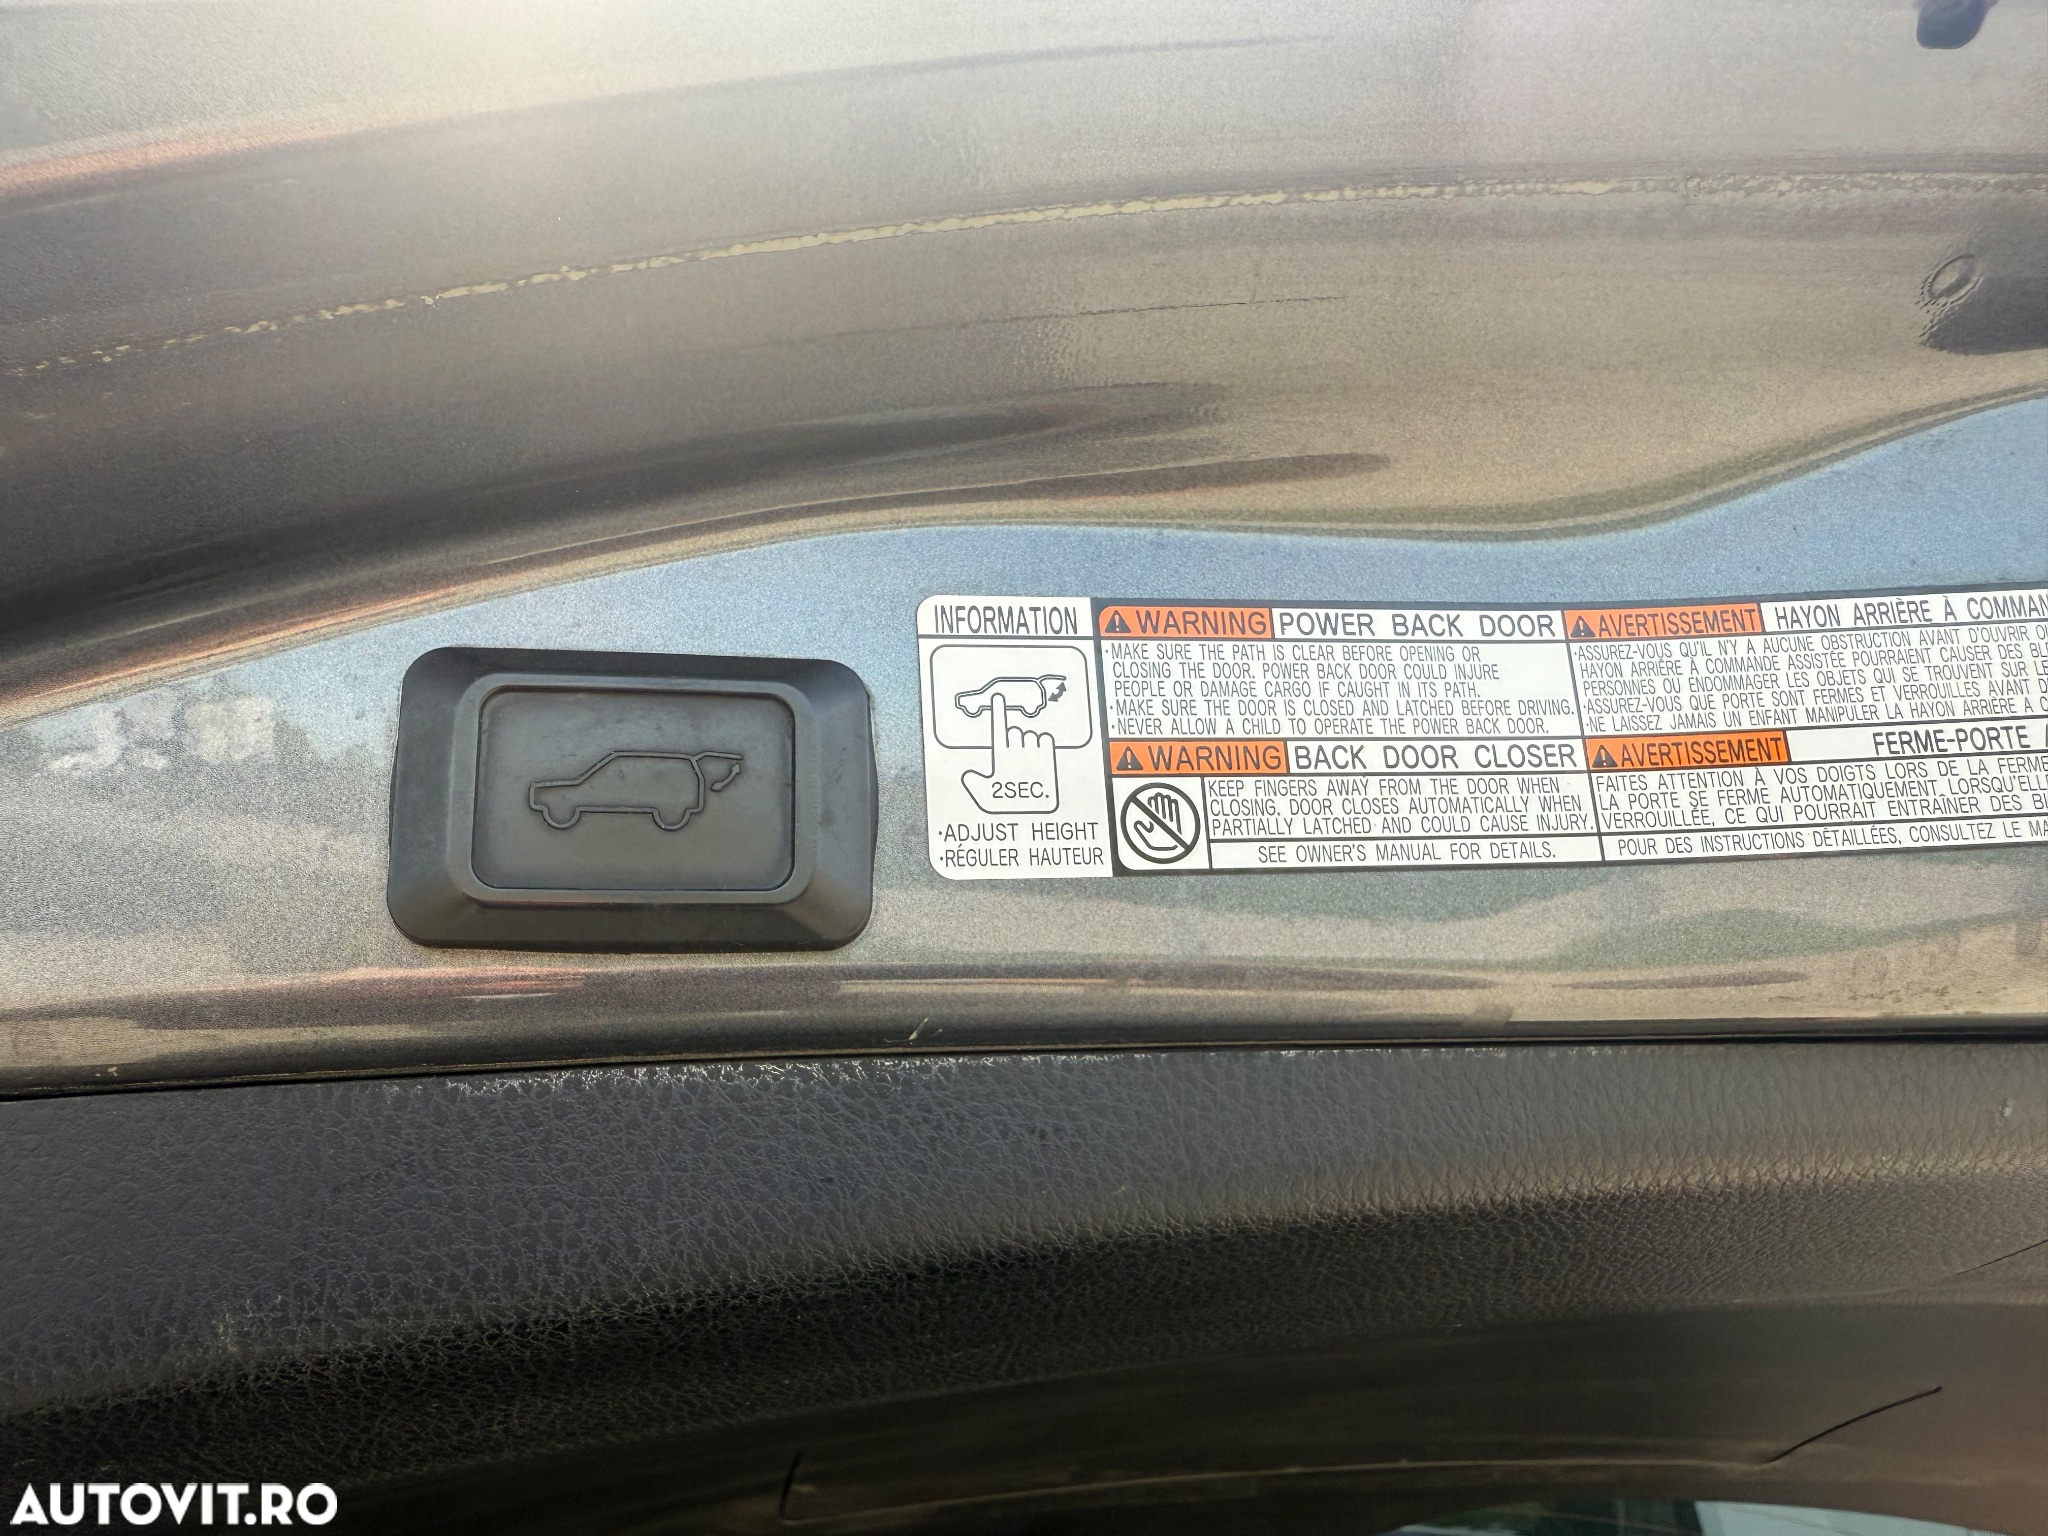 INFORMATION
2SEC.
·ADJUST HEIGHT
·RÉGULER HAUTEUR
WARNING POWER BACK DOOR
·MAKE SURE THE PATH IS CLEAR BEFORE OPENING OR
CLOSING THE DOOR. POWER BACK DOOR COULD INJURE
PEOPLE OR DAMAGE CARGO IF CAUGHT IN ITS PATH.
·MAKE SURE THE DOOR IS CLOSED AND LATCHED BEFORE DRIVING.
·NEVER ALLOW A CHILD TO OPERATE THE POWER BACK DOOR.
WARNING BACK DOOR CLOSER
KEEP FINGERS AWAY FROM THE DOOR WHEN
CLOSING. DOOR CLOSES AUTOMATICALLY WHEN
PARTIALLY LATCHED AND COULD CAUSE INJURY.
SEE OWNER'S MANUAL FOR DETAILS.
AVERTISSEMENT HAYON ARRIÈRE À
·ASSUREZ-VOUS QU'IL N'Y A AUCUNE OBSTRUCTION AVANT D'OUVRIR
HAYON ARRIÈRE À COMMANDE ASSISTÉE POURRAIENT CAUSER DES
PERSONNES OU ENDOMMAGER LES OBJETS QUI SE TROUVENT SUR
·ASSUREZ-VOUS QUE PORTE SONT FERMES ET VERROUILLES AVANT
·NE LAISSEZ JAMAIS UN ENFANT MANIPULER LA HAYON ARRIÈRE À
AVERTISSEMENT FERME-PORTE
FAITES ATTENTION À VOS DOIGTS LORS DE LA
LA PORTE SE FERME AUTOMATIQUEMENT, LORSQU'ELLE
VERROUILLÉE, CE QUI POURRAIT ENTRAÎNER DES
POUR DES INSTRUCTIONS DÉTAILLÉES, CONSULTEZ LE
AUTOVIT.RO